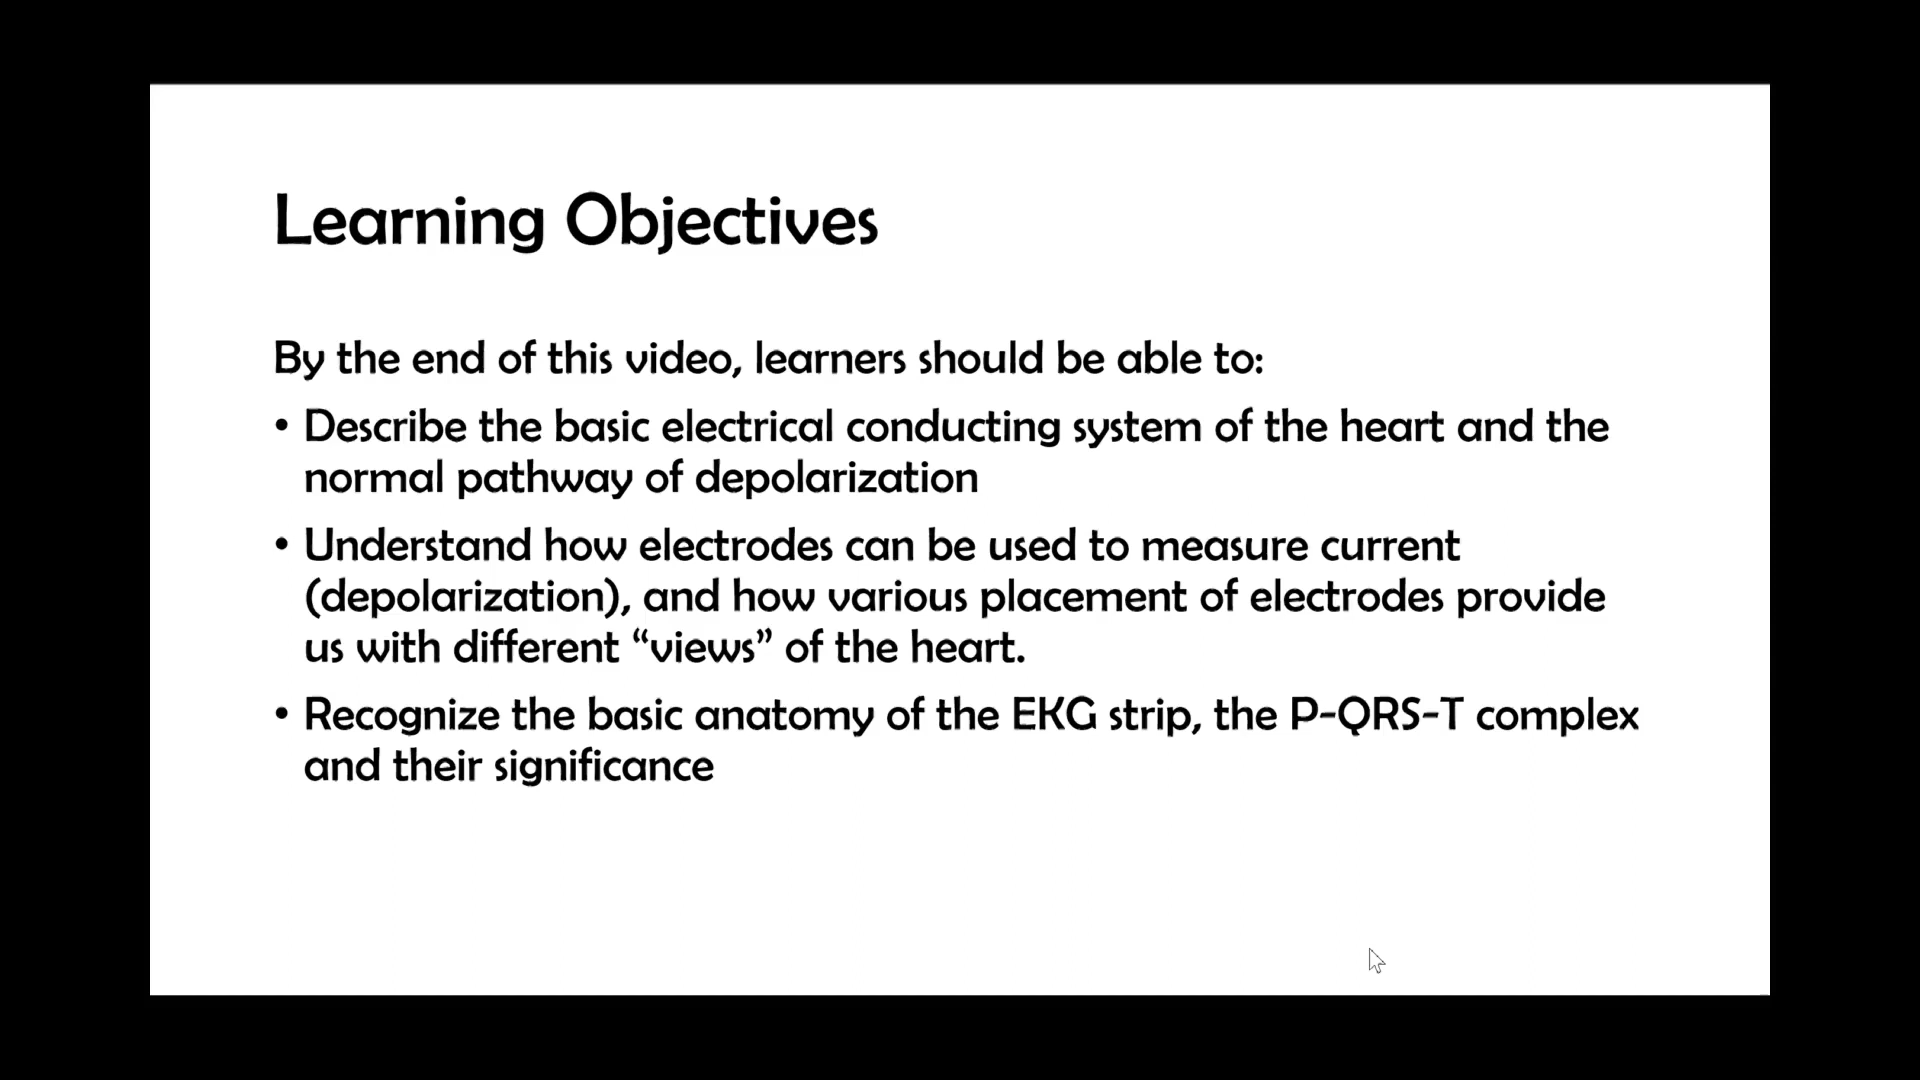 Learning Objectives
By the end of this video, learners should be able to:
• Describe the basic electrical conducting system of the heart and the
normal pathway of depolarization
• Understand how electrodes can be used to measure current
(depolarization), and how various placement of electrodes provide
us with different “views” of the heart.
• Recognize the basic anatomy of the EKG strip, the P-QRS-T complex
and their significance